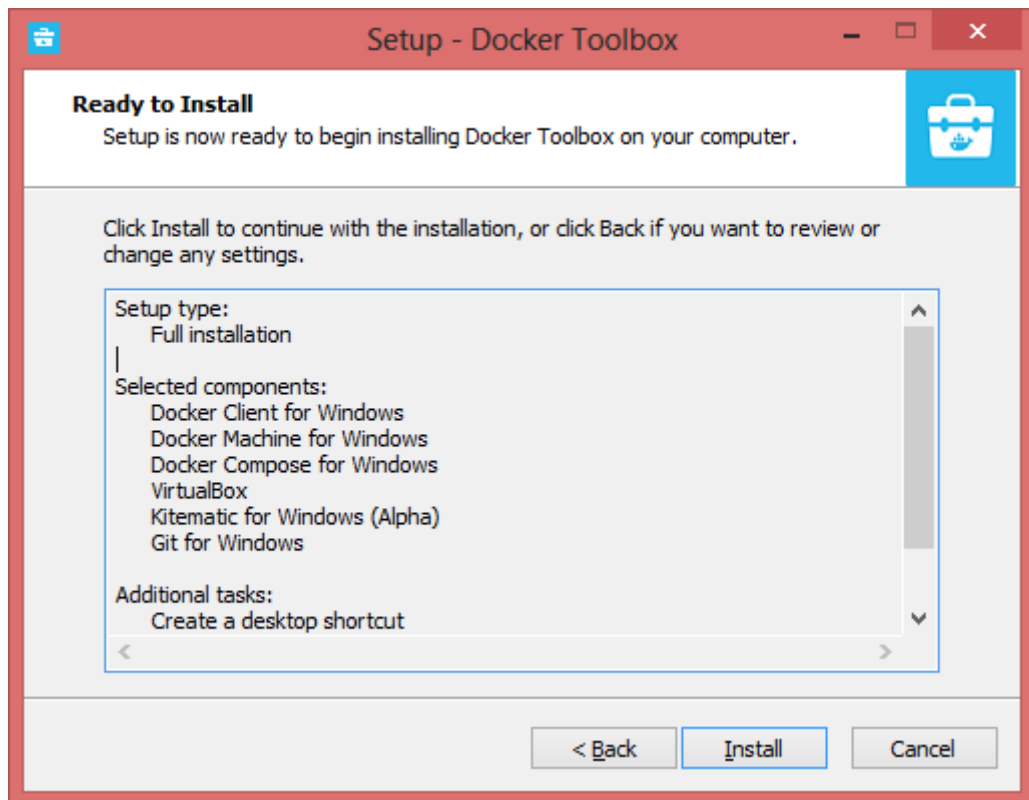 Setup - Docker Toolbox
Ready to Install
Setup is now ready to begin installing Docker Toolbox on your computer.
Click Install to continue with the installation, or click Back if you want to review or
change any settings.
Setup type:
Full installation
Selected components:
Docker Client for Windows
Docker Machine for Windows
Docker Compose for Windows
VirtualBox
Kitematic for Windows (Alpha)
Git for Windows
Additional tasks:
Create a desktop shortcut
< Back
Install
Cancel